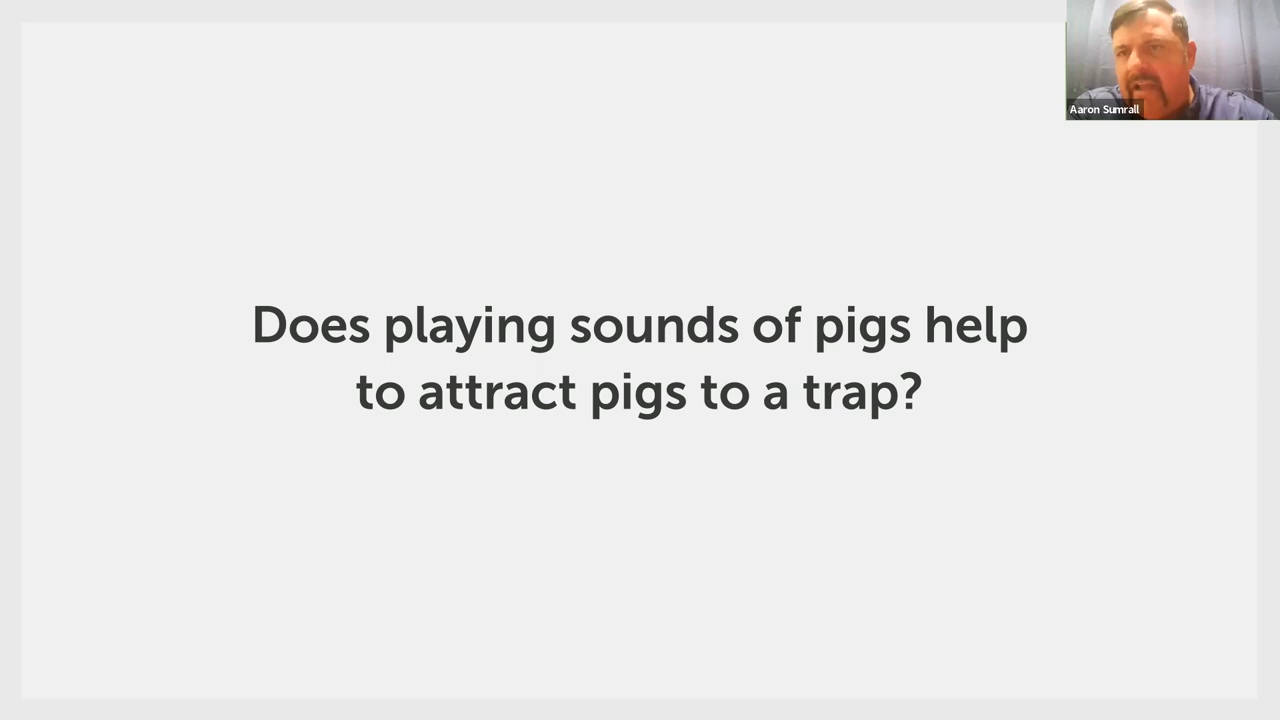 Aaron Sumrall
Does playing sounds of pigs help
to attract pigs to a trap?